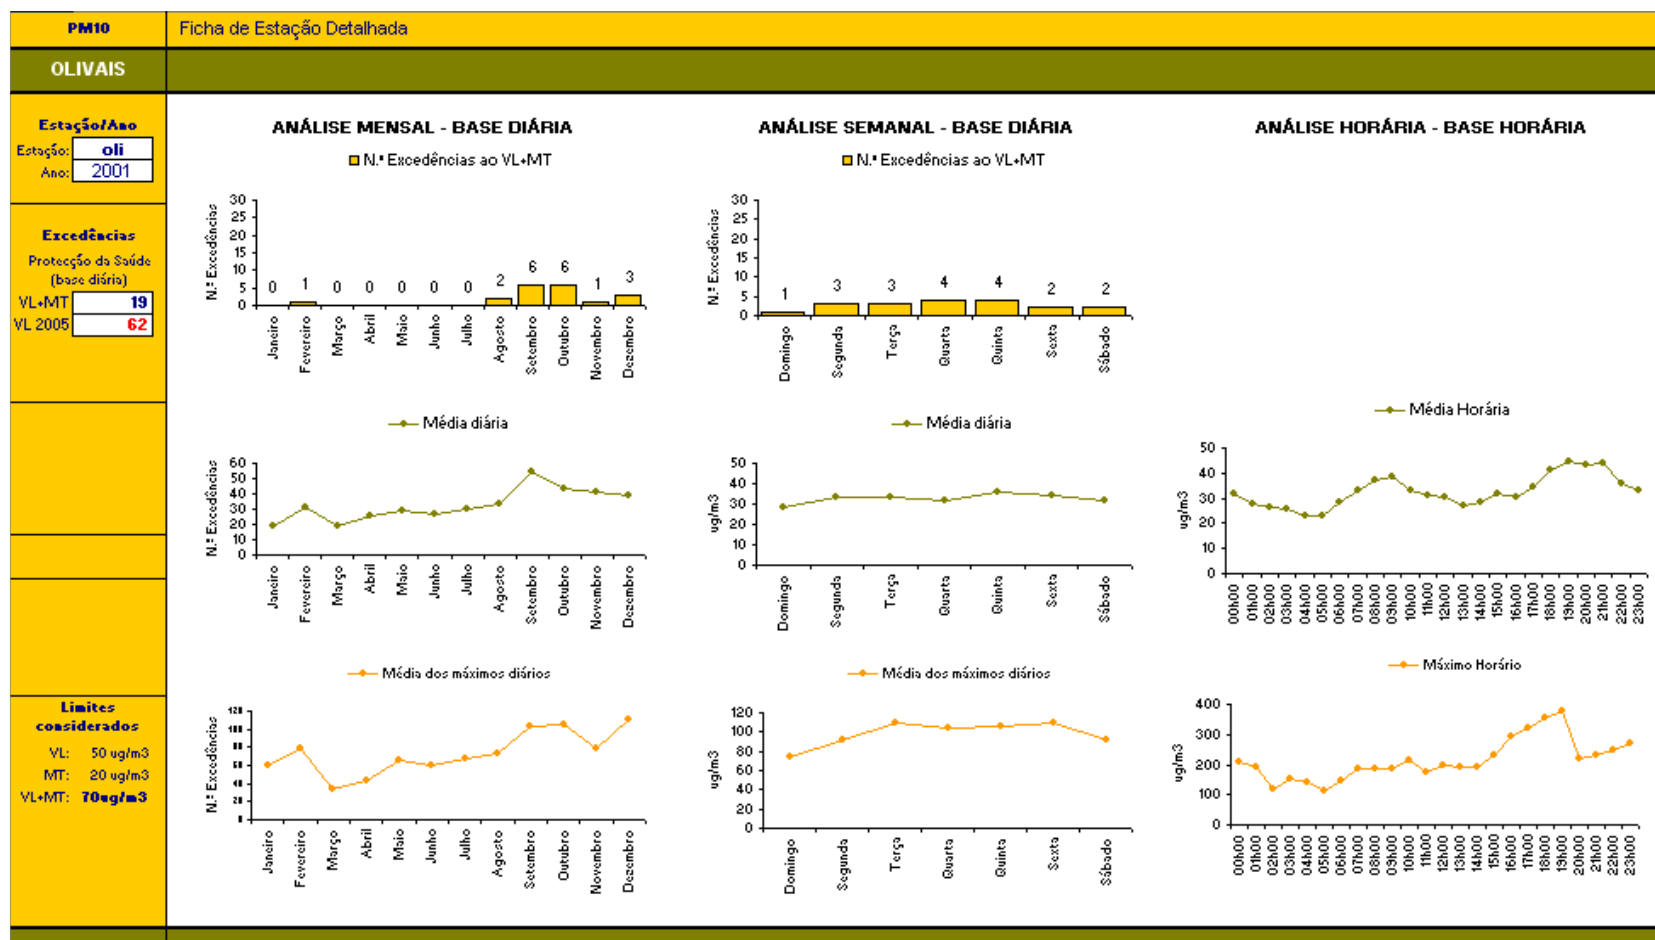 PM10
Ficha de Estação Detalhada
OLIVAIS
Estação/Ano
Estação: oli
Ano: 2001
Excedências
Protecção da Saúde
(base diária)
VL+MT 19
VL 2005 62
Limites
considerados
VL: 50 ug/m3
MT: 20 ug/m3
VL+MT: 70ug/m3
ANÁLISE MENSAL - BASE DIÁRIA
N.º Excedências ao VL+MT
N.º Excedências
30
25
20
15
10
5
0
0 1 0 0 0 0 0 2 6 6 1 3
Janeiro Fevereiro Março Abril Maio Junho Julho Agosto Setembro Outubro Novembro Dezembro
Média diária
N.º Excedências
60
50
40
30
20
10
0
Janeiro Fevereiro Março Abril Maio Junho Julho Agosto Setembro Outubro Novembro Dezembro
Média dos máximos diários
N.º Excedências
120
100
80
60
40
20
0
Janeiro Fevereiro Março Abril Maio Junho Julho Agosto Setembro Outubro Novembro Dezembro
ANÁLISE SEMANAL - BASE DIÁRIA
N.º Excedências ao VL+MT
N.º Excedências
30
25
20
15
10
5
0
1 3 3 4 4 2 2
Domingo Segunda Terça Quarta Quinta Sexta Sábado
Média diária
ug/m3
50
40
30
20
10
0
Domingo Segunda Terça Quarta Quinta Sexta Sábado
Média dos máximos diários
ug/m3
120
100
80
60
40
20
0
Domingo Segunda Terça Quarta Quinta Sexta Sábado
ANÁLISE HORÁRIA - BASE HORÁRIA
Média Horária
ug/m3
50
40
30
20
10
0
00h00 01h00 02h00 03h00 04h00 05h00 06h00 07h00 08h00 09h00 10h00 11h00 12h00 13h00 14h00 15h00 16h00 17h00 18h00 19h00 20h00 21h00 22h00 23h00
Máximo Horário
ug/m3
400
300
200
100
0
00h00 01h00 02h00 03h00 04h00 05h00 06h00 07h00 08h00 09h00 10h00 11h00 12h00 13h00 14h00 15h00 16h00 17h00 18h00 19h00 20h00 21h00 22h00 23h00